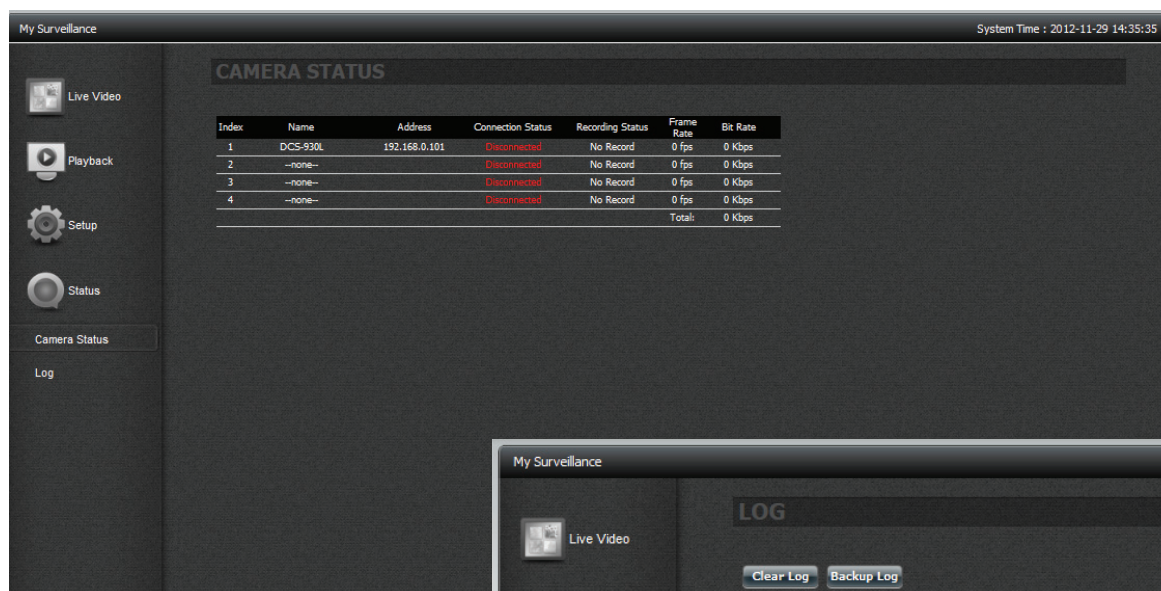 My Surveillance System Time : 2012-11-29 14:35:35
CAMERA STATUS
Live Video
Index Name Address Connection Status Recording Status Frame Rate Bit Rate
1 DCS-930L 192.168.0.101 Disconnected No Record 0 fps 0 Kbps
2 --none-- Disconnected No Record 0 fps 0 Kbps
3 --none-- Disconnected No Record 0 fps 0 Kbps
4 --none-- Disconnected No Record 0 fps 0 Kbps
Total: 0 Kbps
Playback
Setup
Status
Camera Status
Log
My Surveillance
LOG
Live Video
Clear Log Backup Log